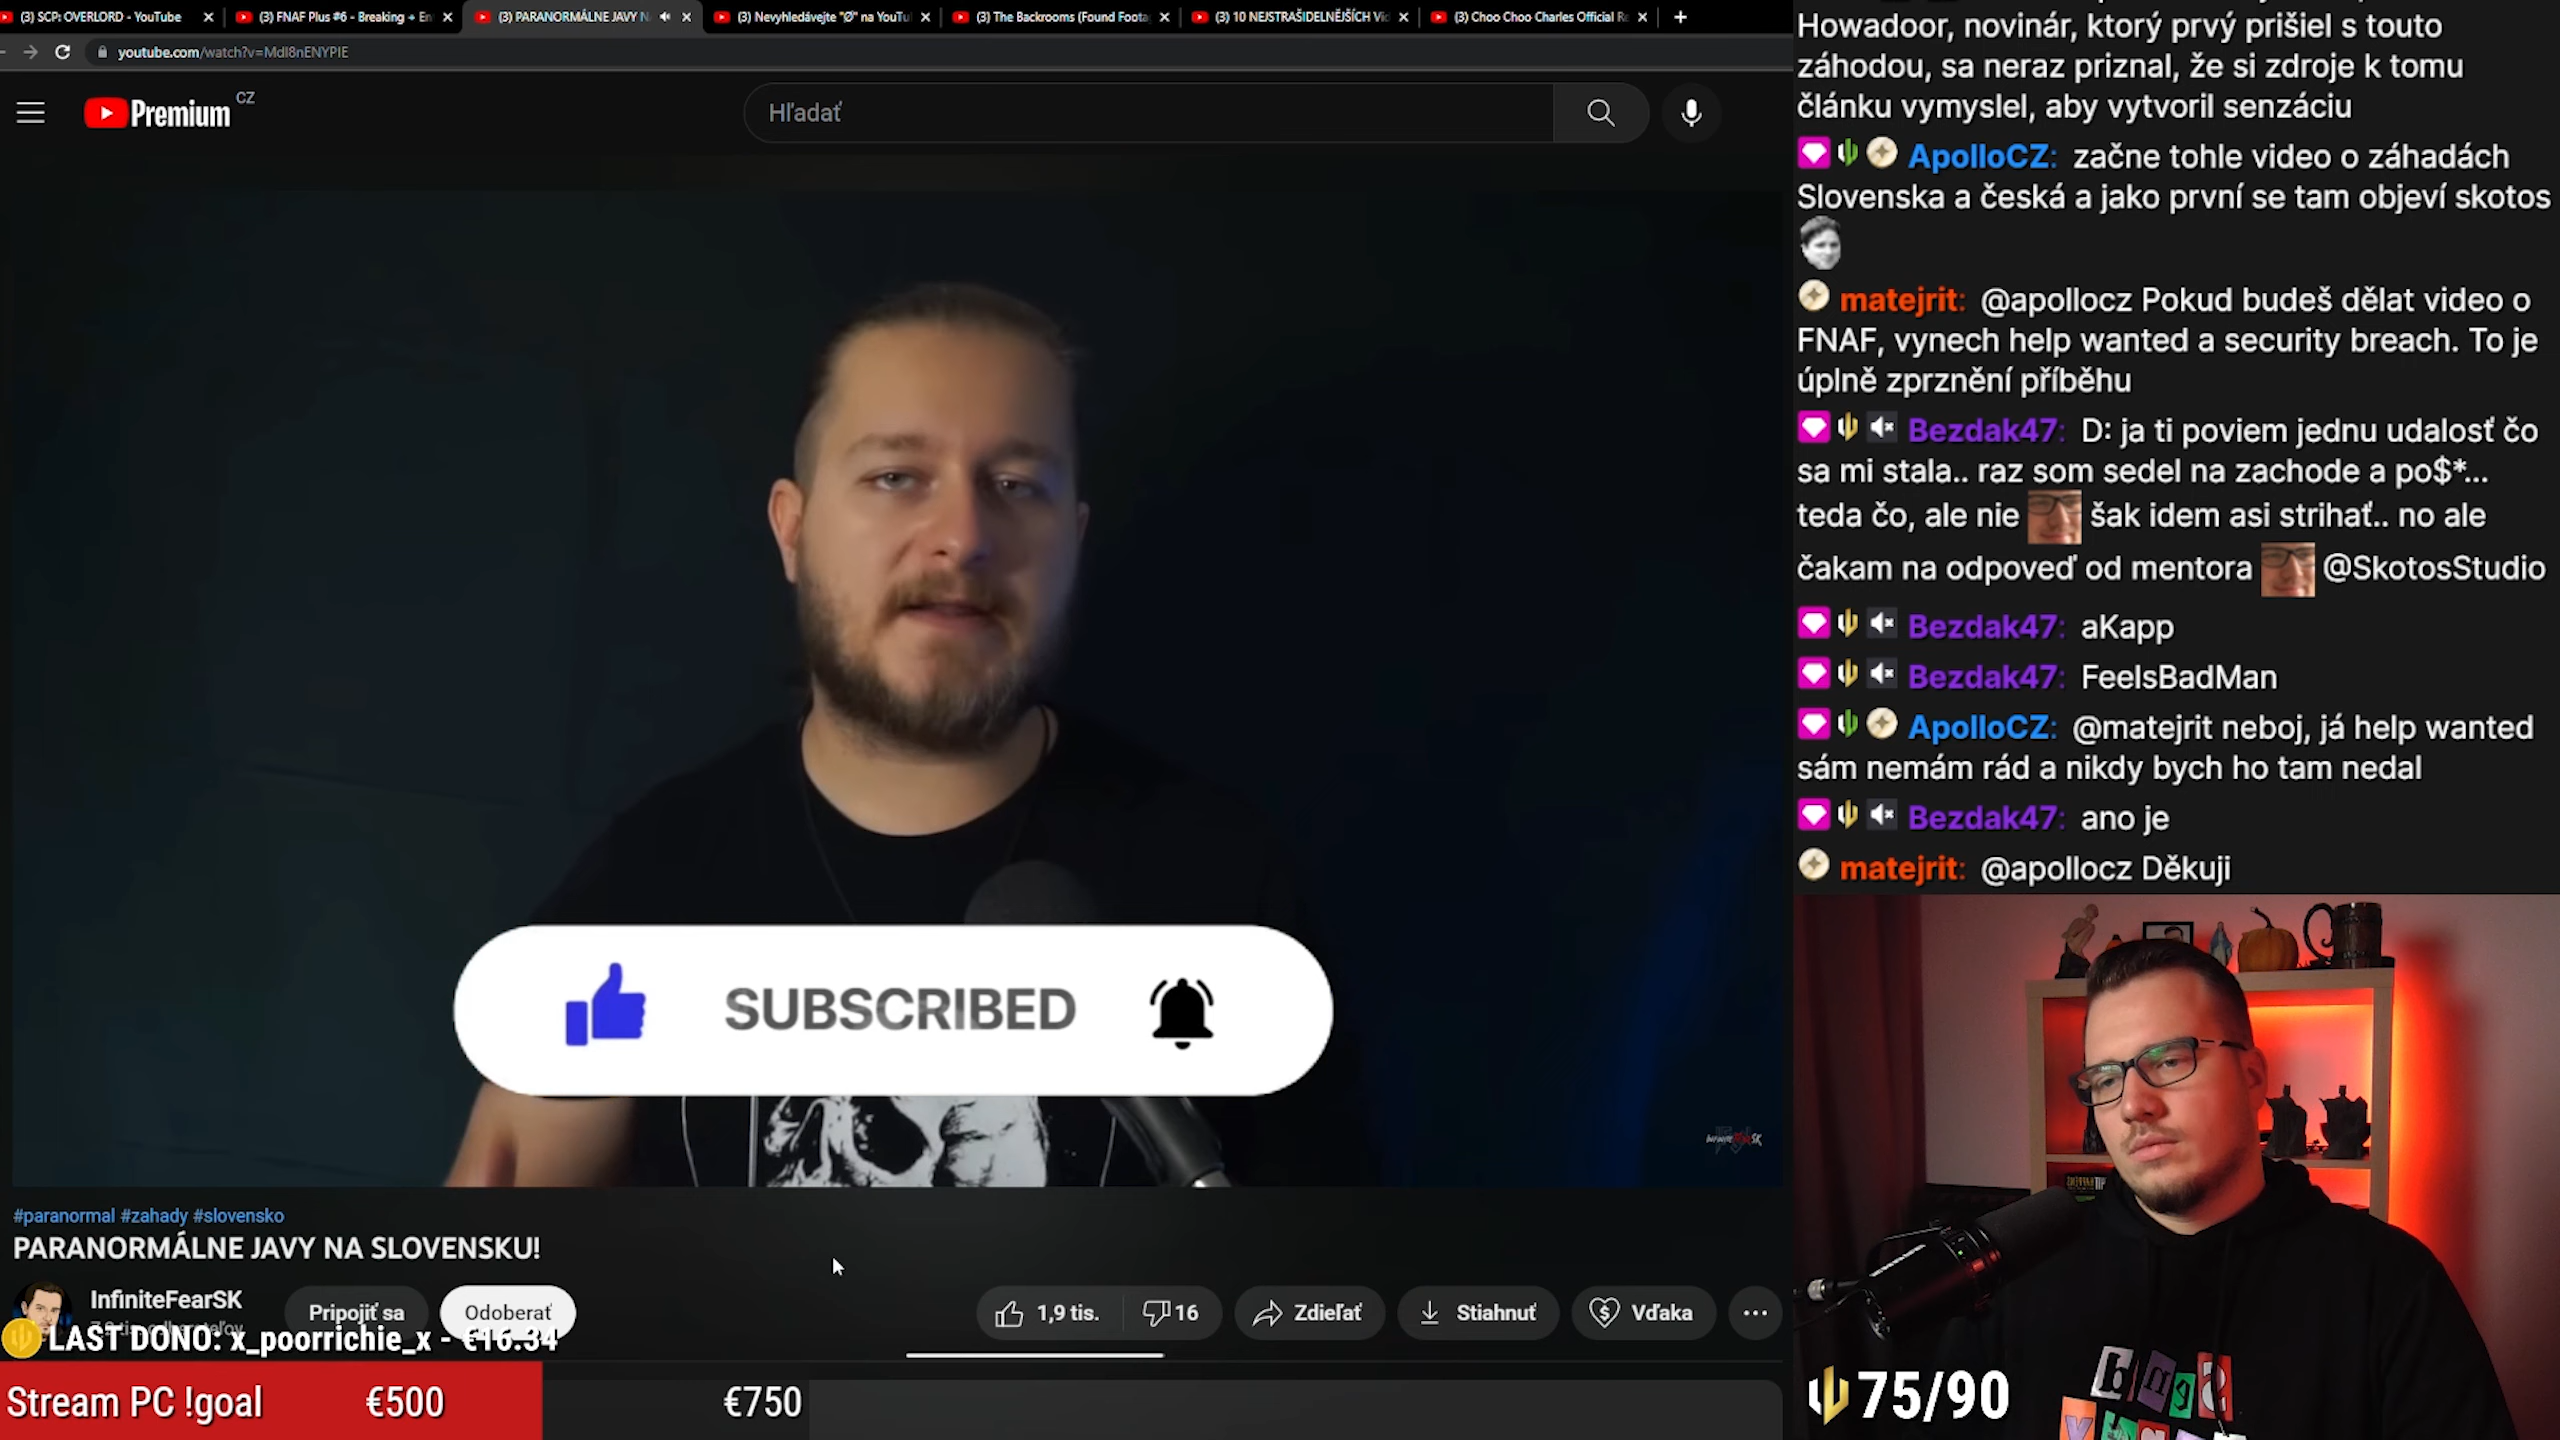 (3) SCP: OVERLORD - YouTube
(3) FNAF Plus #6 - Breaking + En
(3) PARANORMÁLNE JAVY N
(3) Nevyhledávejte "Ø" na YouTu
(3) The Backrooms (Found Foota
(3) 10 NEJSTRAŠIDELNĚJŠÍCH Vi
(3) Choo Choo Charles Official Re
youtube.com/watch?v=MdI8nENYPIE
Premium CZ
Hľadať
SUBSCRIBED
#paranormal #zahady #slovensko
PARANORMÁLNE JAVY NA SLOVENSKU!
InfiniteFearSK
Pripojiť sa
Odoberať
1,9 tis.
16
Zdieľať
Stiahnuť
Vďaka
LAST DONO: x_poorrichie_x - €16.34
Stream PC !goal €500 €750
Howadoor, novinár, ktorý prvý prišiel s touto
záhodou, sa neraz priznal, že si zdroje k tomu
článku vymyslel, aby vytvoril senzáciu
ApolloCZ: začne tohle video o záhadách
Slovenska a česká a jako první se tam objeví skotos
matejrit: @apollocz Pokud budeš dělat video o
FNAF, vynech help wanted a security breach. To je
úplně zprznění příběhu
Bezdak47: D: ja ti poviem jednu udalosť čo
sa mi stala.. raz som sedel na zachode a po$*...
teda čo, ale nie šak idem asi strihať.. no ale
čakam na odpoveď od mentora @SkotosStudio
Bezdak47: aKapp
Bezdak47: FeelsBadMan
ApolloCZ: @matejrit neboj, já help wanted
sám nemám rád a nikdy bych ho tam nedal
Bezdak47: ano je
matejrit: @apollocz Děkuji
75/90